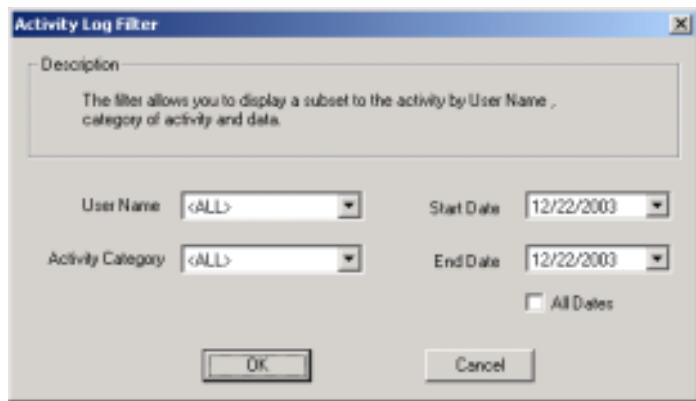 Activity Log Filter
Description
The filter allows you to display a subset to the activity by User Name ,
category of activity and data.
User Name <ALL> Start Date 12/22/2003
Activity Category <ALL> End Date 12/22/2003
All Dates
OK Cancel